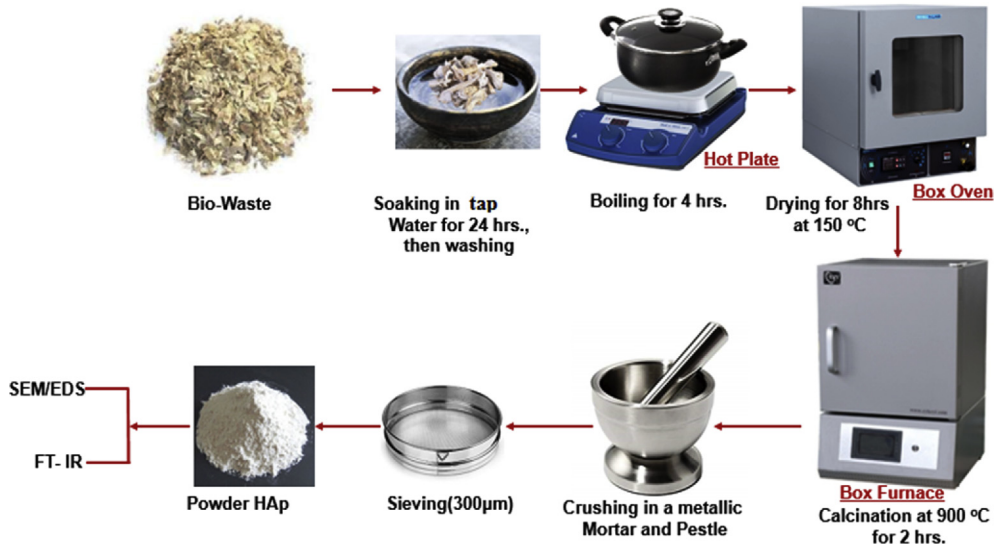 Bio-Waste
Soaking in tap
Water for 24 hrs.,
then washing
Hot Plate
Boiling for 4 hrs.
Box Oven
Drying for 8hrs
at 150 ºC
Box Furnace
Calcination at 900 ºC
for 2 hrs.
Crushing in a metallic
Mortar and Pestle
Sieving(300µm)
Powder HAp
SEM/EDS
FT- IR